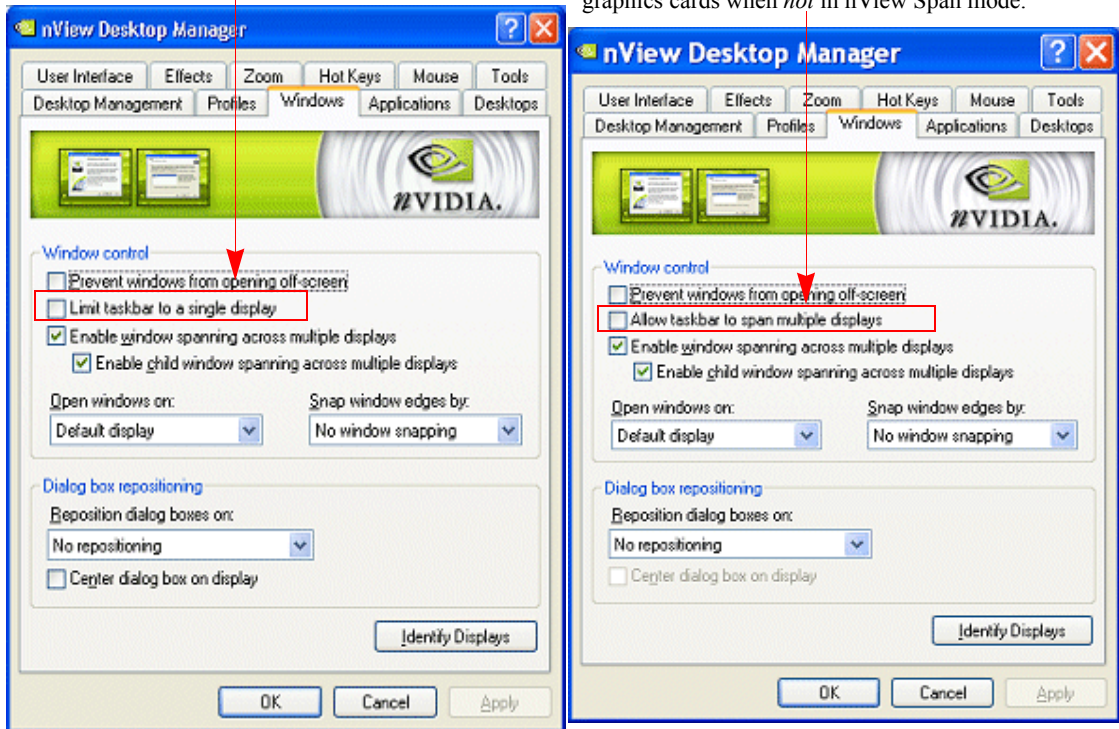 graphics cards when not in nView Span mode.
nView Desktop Manager
User Interface Effects Zoom Hot Keys Mouse Tools
Desktop Management Profiles Windows Applications Desktops
nVIDIA.
Window control
Prevent windows from opening off-screen
Limit taskbar to a single display
Enable window spanning across multiple displays
Enable child window spanning across multiple displays
Open windows on: Snap window edges by:
Default display No window snapping
Dialog box repositioning
Reposition dialog boxes on:
No repositioning
Center dialog box on display
Identify Displays
OK Cancel Apply
nView Desktop Manager
User Interface Effects Zoom Hot Keys Mouse Tools
Desktop Management Profiles Windows Applications Desktops
nVIDIA.
Window control
Prevent windows from opening off-screen
Allow taskbar to span multiple displays
Enable window spanning across multiple displays
Enable child window spanning across multiple displays
Open windows on: Snap window edges by:
Default display No window snapping
Dialog box repositioning
Reposition dialog boxes on:
No repositioning
Center dialog box on display
Identify Displays
OK Cancel Apply